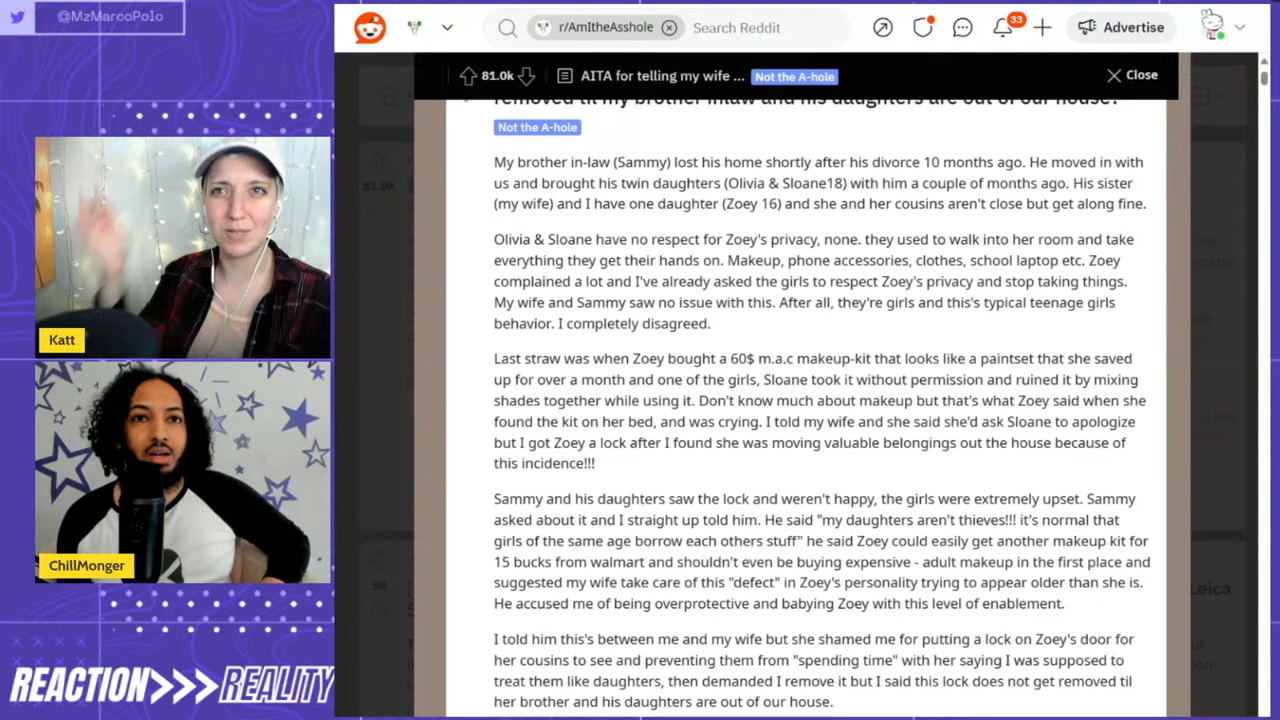 @MzMarcoPolo
r/AmITheAsshole
Search Reddit
33
Advertise
81.0k
AITA for telling my wife ...
Not the A-hole
Close
removed til my brother inlaw and his daughters are out of our house?
Not the A-hole
My brother in-law (Sammy) lost his home shortly after his divorce 10 months ago. He moved in with
us and brought his twin daughters (Olivia & Sloane18) with him a couple of months ago. His sister
(my wife) and I have one daughter (Zoey 16) and she and her cousins aren't close but get along fine.
Olivia & Sloane have no respect for Zoey's privacy, none. they used to walk into her room and take
everything they get their hands on. Makeup, phone accessories, clothes, school laptop etc. Zoey
complained a lot and I've already asked the girls to respect Zoey's privacy and stop taking things.
My wife and Sammy saw no issue with this. After all, they're girls and this's typical teenage girls
behavior. I completely disagreed.
Last straw was when Zoey bought a 60$ m.a.c makeup-kit that looks like a paintset that she saved
up for over a month and one of the girls, Sloane took it without permission and ruined it by mixing
shades together while using it. Don't know much about makeup but that's what Zoey said when she
found the kit on her bed, and was crying. I told my wife and she said she'd ask Sloane to apologize
but I got Zoey a lock after I found she was moving valuable belongings out the house because of
this incidence!!!
Sammy and his daughters saw the lock and weren't happy, the girls were extremely upset. Sammy
asked about it and I straight up told him. He said "my daughters aren't thieves!!! it's normal that
girls of the same age borrow each others stuff" he said Zoey could easily get another makeup kit for
15 bucks from walmart and shouldn't even be buying expensive - adult makeup in the first place and
suggested my wife take care of this "defect" in Zoey's personality trying to appear older than she is.
He accused me of being overprotective and babying Zoey with this level of enablement.
I told him this's between me and my wife but she shamed me for putting a lock on Zoey's door for
her cousins to see and preventing them from "spending time" with her saying I was supposed to
treat them like daughters, then demanded I remove it but I said this lock does not get removed til
her brother and his daughters are out of our house.
81.0k
38
Leica
Katt
ChillMonger
REACTION>>>REALITY